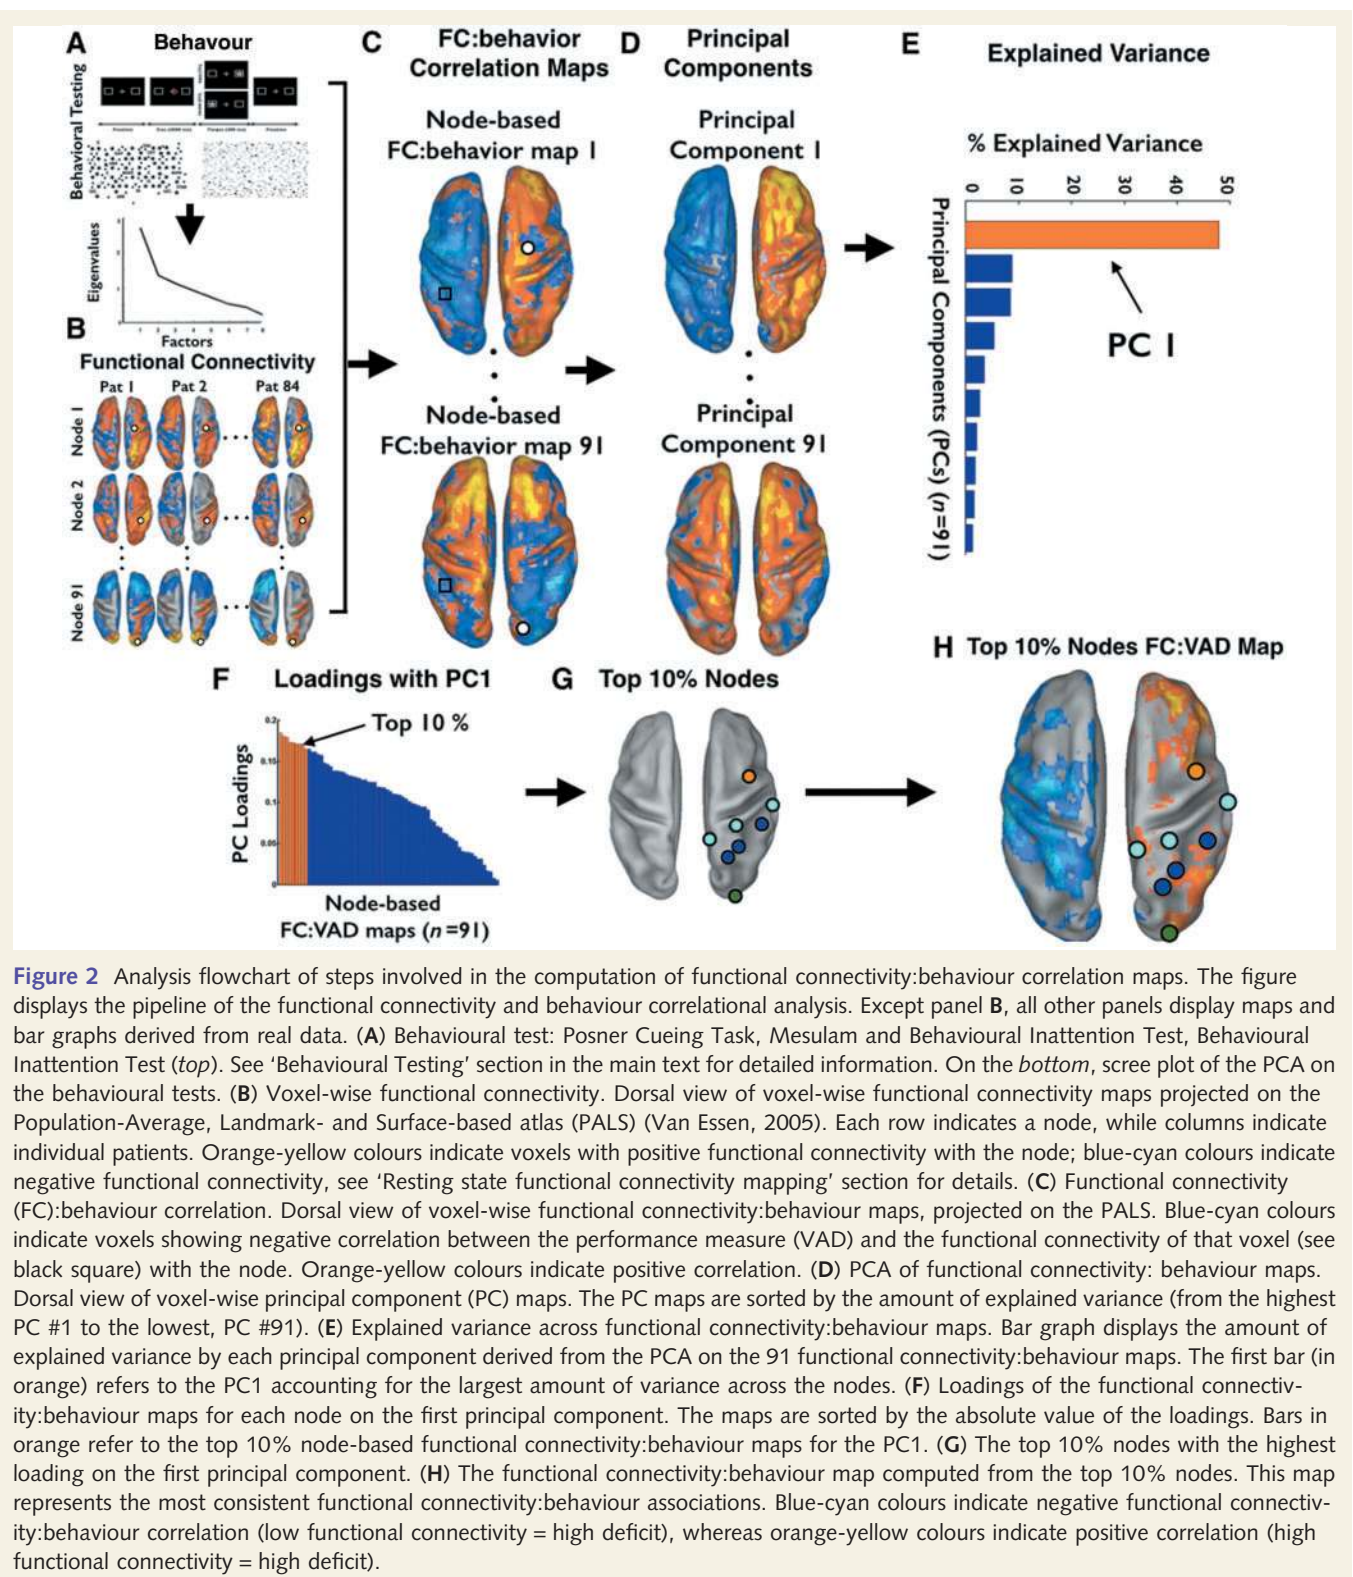 A
Behavour
Behavioral Testing
Eigenvalues
Factors
B
Functional Connectivity
Pat 1
Pat 2
Pat 84
Node 1
Node 2
Node 91
C
FC:behavior
Correlation Maps
Node-based
FC:behavior map 1
Node-based
FC:behavior map 91
D
Principal
Components
Principal
Component 1
Principal
Component 91
E
Explained Variance
% Explained Variance
0
10
20
30
40
50
Principal Components (PCs) (n=91)
PC 1
F
Loadings with PC1
Top 10 %
PC Loadings
0.2
0.15
0.1
0.05
0
Node-based
FC:VAD maps (n=91)
G
Top 10% Nodes
H
Top 10% Nodes FC:VAD Map
Figure 2 Analysis flowchart of steps involved in the computation of functional connectivity:behaviour correlation maps. The figure
displays the pipeline of the functional connectivity and behaviour correlational analysis. Except panel B, all other panels display maps and
bar graphs derived from real data. (A) Behavioural test: Posner Cueing Task, Mesulam and Behavioural Inattention Test, Behavioural
Inattention Test (top). See 'Behavioural Testing' section in the main text for detailed information. On the bottom, scree plot of the PCA on
the behavioural tests. (B) Voxel-wise functional connectivity. Dorsal view of voxel-wise functional connectivity maps projected on the
Population-Average, Landmark- and Surface-based atlas (PALS) (Van Essen, 2005). Each row indicates a node, while columns indicate
individual patients. Orange-yellow colours indicate voxels with positive functional connectivity with the node; blue-cyan colours indicate
negative functional connectivity, see 'Resting state functional connectivity mapping' section for details. (C) Functional connectivity
(FC):behaviour correlation. Dorsal view of voxel-wise functional connectivity:behaviour maps, projected on the PALS. Blue-cyan colours
indicate voxels showing negative correlation between the performance measure (VAD) and the functional connectivity of that voxel (see
black square) with the node. Orange-yellow colours indicate positive correlation. (D) PCA of functional connectivity: behaviour maps.
Dorsal view of voxel-wise principal component (PC) maps. The PC maps are sorted by the amount of explained variance (from the highest
PC #1 to the lowest, PC #91). (E) Explained variance across functional connectivity:behaviour maps. Bar graph displays the amount of
explained variance by each principal component derived from the PCA on the 91 functional connectivity:behaviour maps. The first bar (in
orange) refers to the PC1 accounting for the largest amount of variance across the nodes. (F) Loadings of the functional connectiv-
ity:behaviour maps for each node on the first principal component. The maps are sorted by the absolute value of the loadings. Bars in
orange refer to the top 10% node-based functional connectivity:behaviour maps for the PC1. (G) The top 10% nodes with the highest
loading on the first principal component. (H) The functional connectivity:behaviour map computed from the top 10% nodes. This map
represents the most consistent functional connectivity:behaviour associations. Blue-cyan colours indicate negative functional connectiv-
ity:behaviour correlation (low functional connectivity = high deficit), whereas orange-yellow colours indicate positive correlation (high
functional connectivity = high deficit).